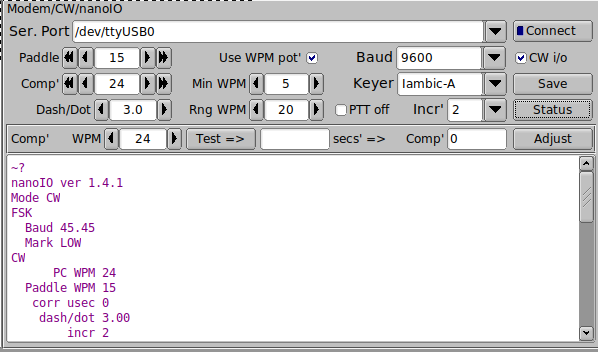 Modem/CW/nanoIO
Ser. Port /dev/ttyUSB0 Connect
Paddle 15 Use WPM pot' Baud 9600 CW i/o
Comp' 24 Min WPM 5 Keyer Iambic-A Save
Dash/Dot 3.0 Rng WPM 20 PTT off Incr' 2 Status
Comp' WPM 24 Test => secs' => Comp' 0 Adjust
~?
nanoIO ver 1.4.1
Mode CW
FSK
Baud 45.45
Mark LOW
CW
PC WPM 24
Paddle WPM 15
corr usec 0
dash/dot 3.00
incr 2